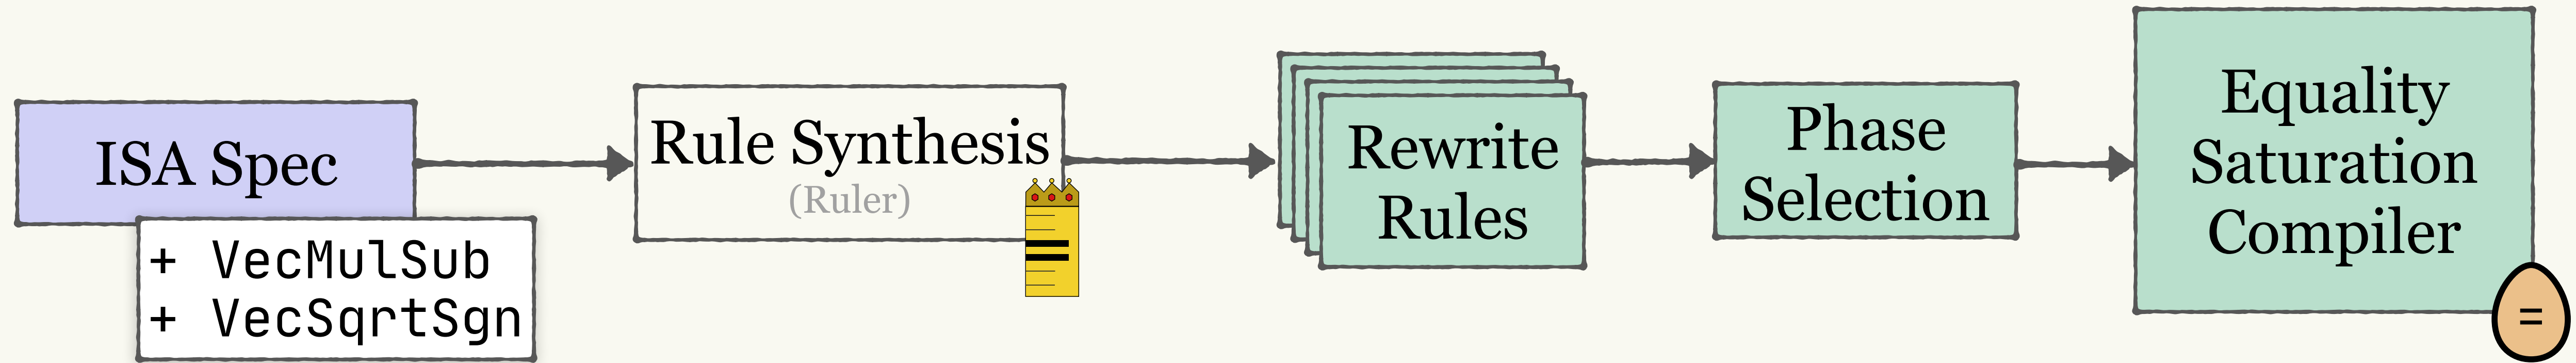 ISA Spec
+ VecMulSub
+ VecSqrtSgn
Rule Synthesis
(Ruler)
Rewrite
Rules
Phase
Selection
Equality
Saturation
Compiler
=